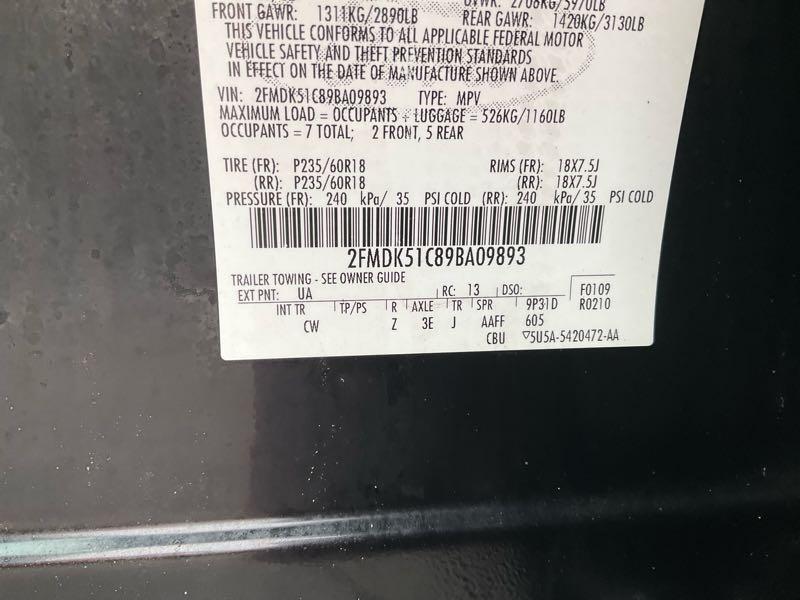 GVWR: 2708KG/5970LB
FRONT GAWR: 1311KG/2890LB REAR GAWR: 1420KG/3130LB
THIS VEHICLE CONFORMS TO ALL APPLICABLE FEDERAL MOTOR
VEHICLE SAFETY AND THEFT PREVENTION STANDARDS
IN EFFECT ON THE DATE OF MANUFACTURE SHOWN ABOVE.
VIN: 2FMDK51C89BA09893 TYPE: MPV
MAXIMUM LOAD = OCCUPANTS + LUGGAGE = 526KG/1160LB
OCCUPANTS = 7 TOTAL; 2 FRONT, 5 REAR
TIRE (FR): P235/60R18 RIMS (FR): 18X7.5J
(RR): P235/60R18 (RR): 18X7.5J
PRESSURE (FR): 240 kPa/ 35 PSI COLD (RR): 240 kPa/ 35 PSI COLD
2FMDK51C89BA09893
TRAILER TOWING - SEE OWNER GUIDE
EXT PNT: UA RC: 13 DSO: F0109
INT TR TP/PS R AXLE TR SPR 9P31D R0210
CW Z 3E J AAFF 605
CBU ▽5U5A-5420472-AA